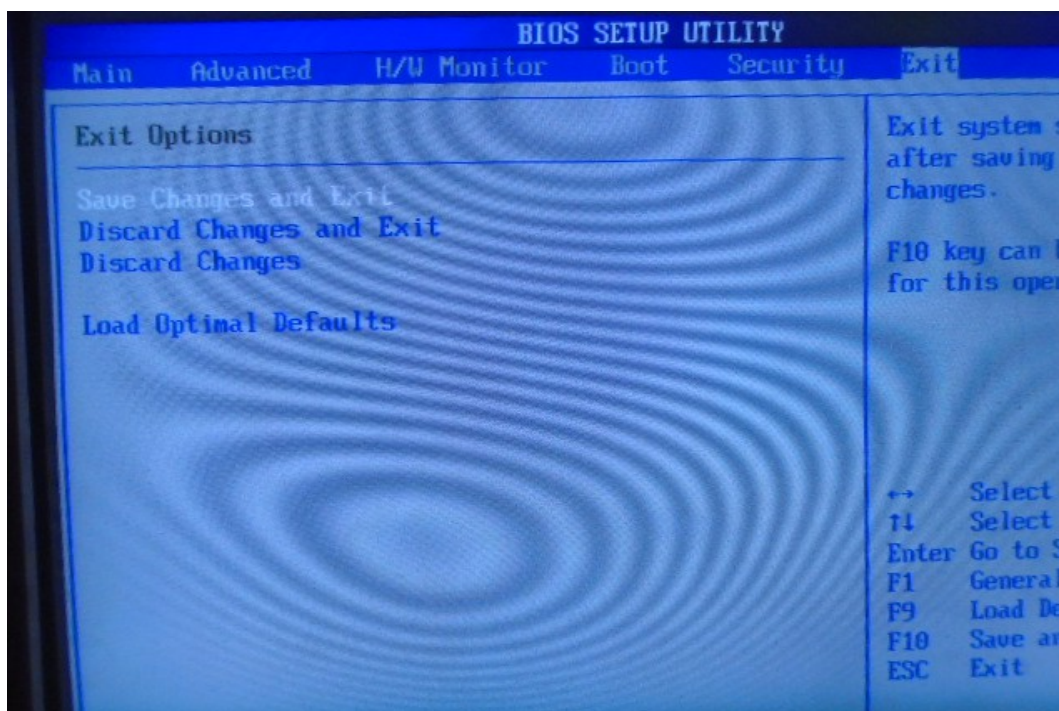 BIOS SETUP UTILITY
Main Advanced H/W Monitor Boot Security Exit
Exit Options
Save Changes and Exit
Discard Changes and Exit
Discard Changes
Load Optimal Defaults
Exit system
after saving
changes.
F10 key can
for this
←→ Select
↑↓ Select
Enter Go to
F1 General
F9 Load
F10 Save
ESC Exit